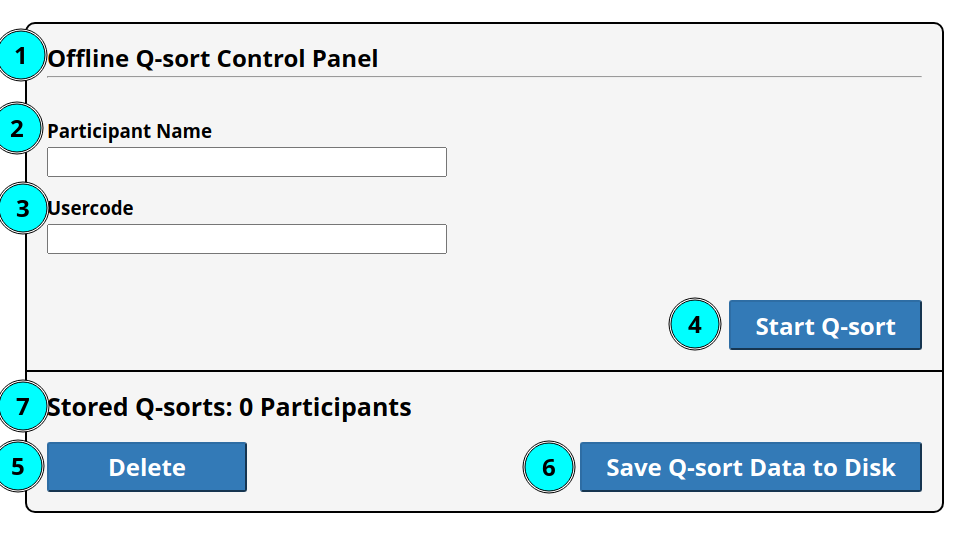 1 Offline Q-sort Control Panel
2 Participant Name
3 Usercode
4 Start Q-sort
7 Stored Q-sorts: 0 Participants
5 Delete
6 Save Q-sort Data to Disk